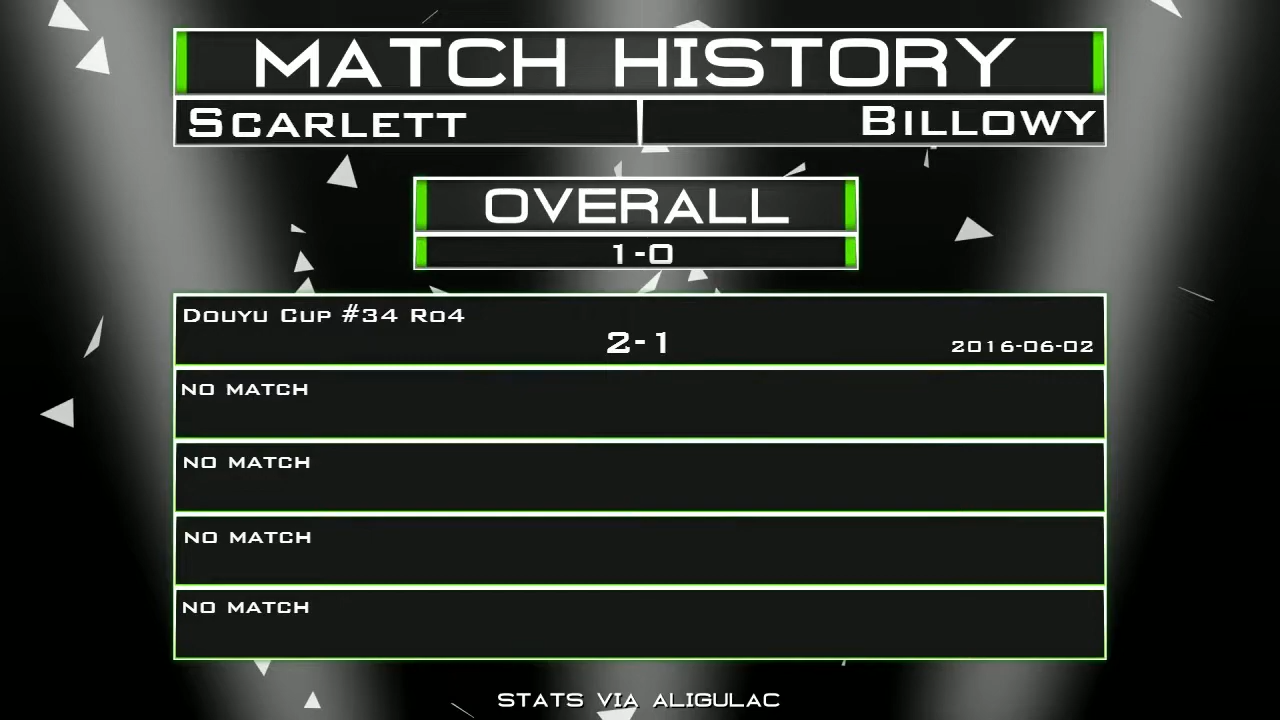 MATCH HISTORY
SCARLETT
BILLOWY
OVERALL
1-0
DOUYU CUP #34 RO4
2-1
2016-06-02
NO MATCH
NO MATCH
NO MATCH
NO MATCH
STATS VIA ALIGULAC